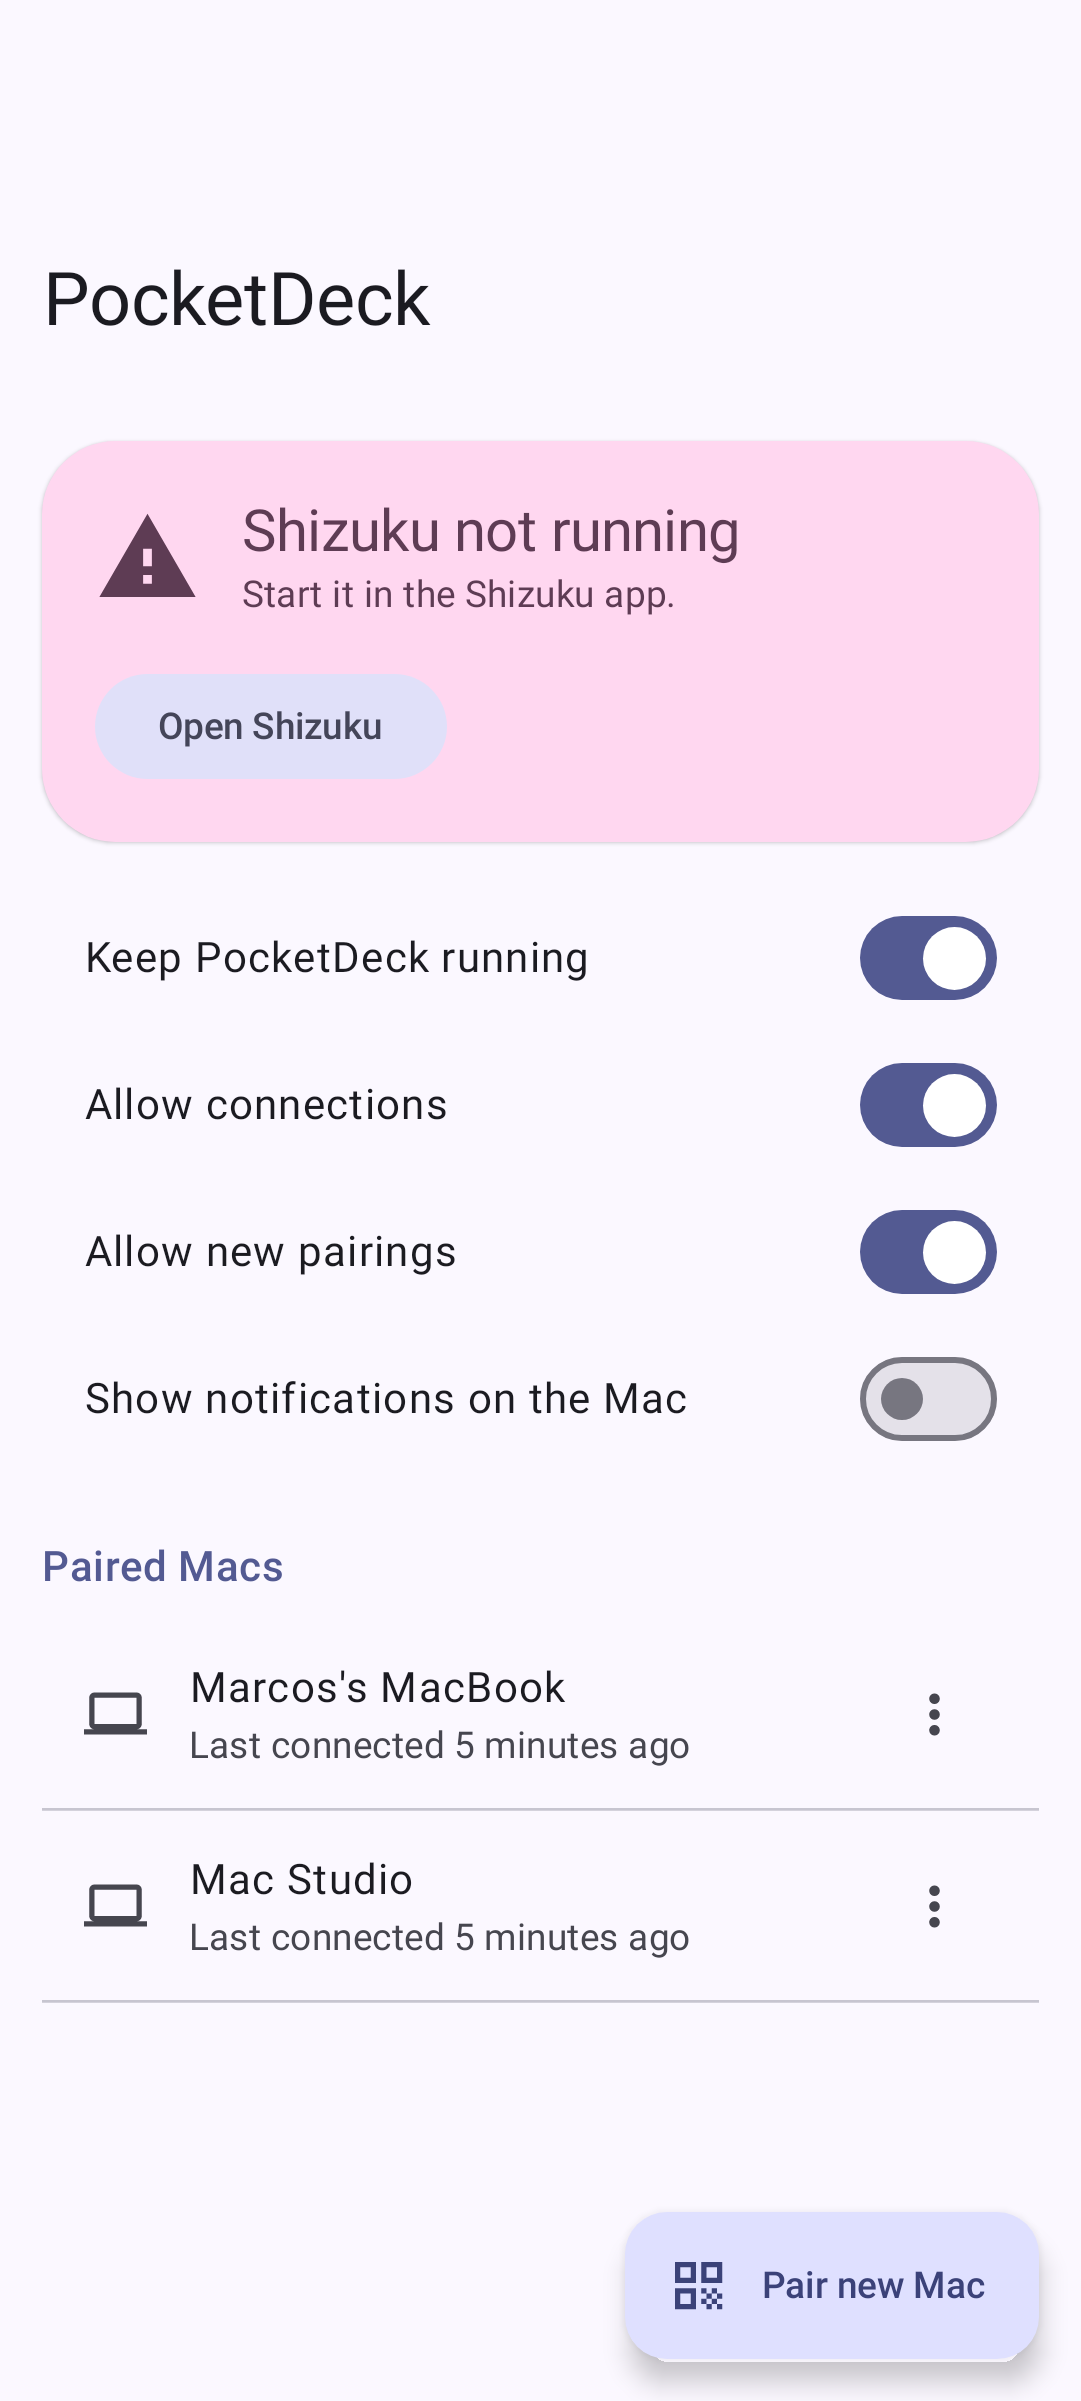 PocketDeck
Shizuku not running
Start it in the Shizuku app.
Open Shizuku
Keep PocketDeck running
Allow connections
Allow new pairings
Show notifications on the Mac
Paired Macs
Marcos's MacBook
Last connected 5 minutes ago
Mac Studio
Last connected 5 minutes ago
Pair new Mac